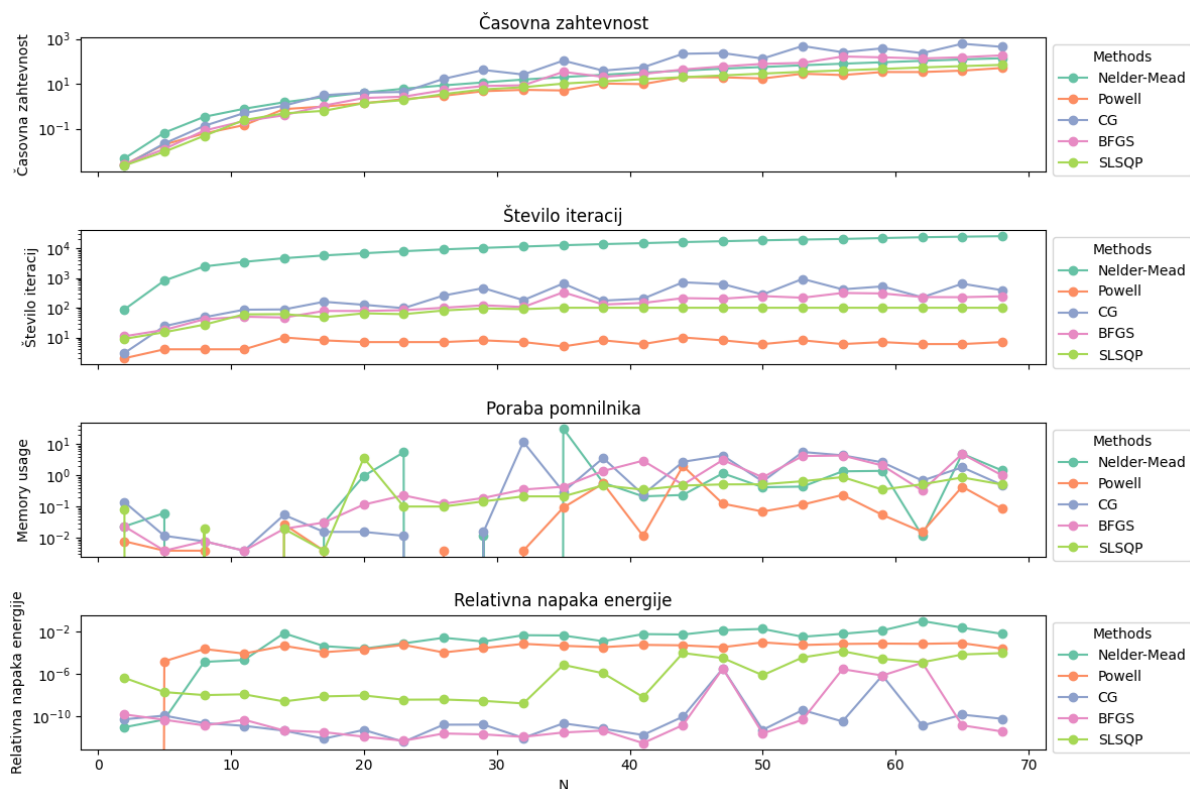 Časovna zahtevnost
Časovna zahtevnost
10³
10¹
10⁻¹
Methods
Nelder-Mead
Powell
CG
BFGS
SLSQP
Število iteracij
Število iteracij
10⁴
10³
10²
10¹
Methods
Nelder-Mead
Powell
CG
BFGS
SLSQP
Poraba pomnilnika
Memory usage
10¹
10⁰
10⁻¹
10⁻²
Methods
Nelder-Mead
Powell
CG
BFGS
SLSQP
Relativna napaka energije
Relativna napaka energije
10⁻²
10⁻⁶
10⁻¹⁰
Methods
Nelder-Mead
Powell
CG
BFGS
SLSQP
0 10 20 30 40 50 60 70
N